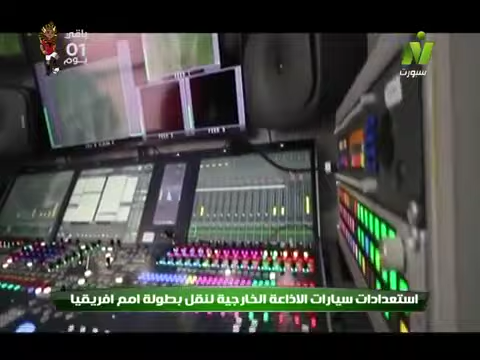 باقي
01
يوم
سبورت
استعدادات سيارات الاذاعة الخارجية لنقل بطولة امم افريقيا